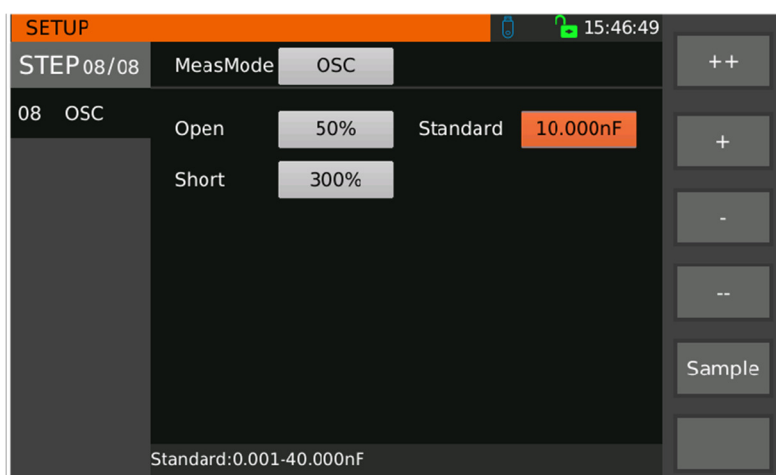 SETUP 15:46:49
STEP 08/08 MeasMode OSC ++
08 OSC
Open 50% Standard 10.000nF +
Short 300%
-
--
Sample
Standard:0.001-40.000nF